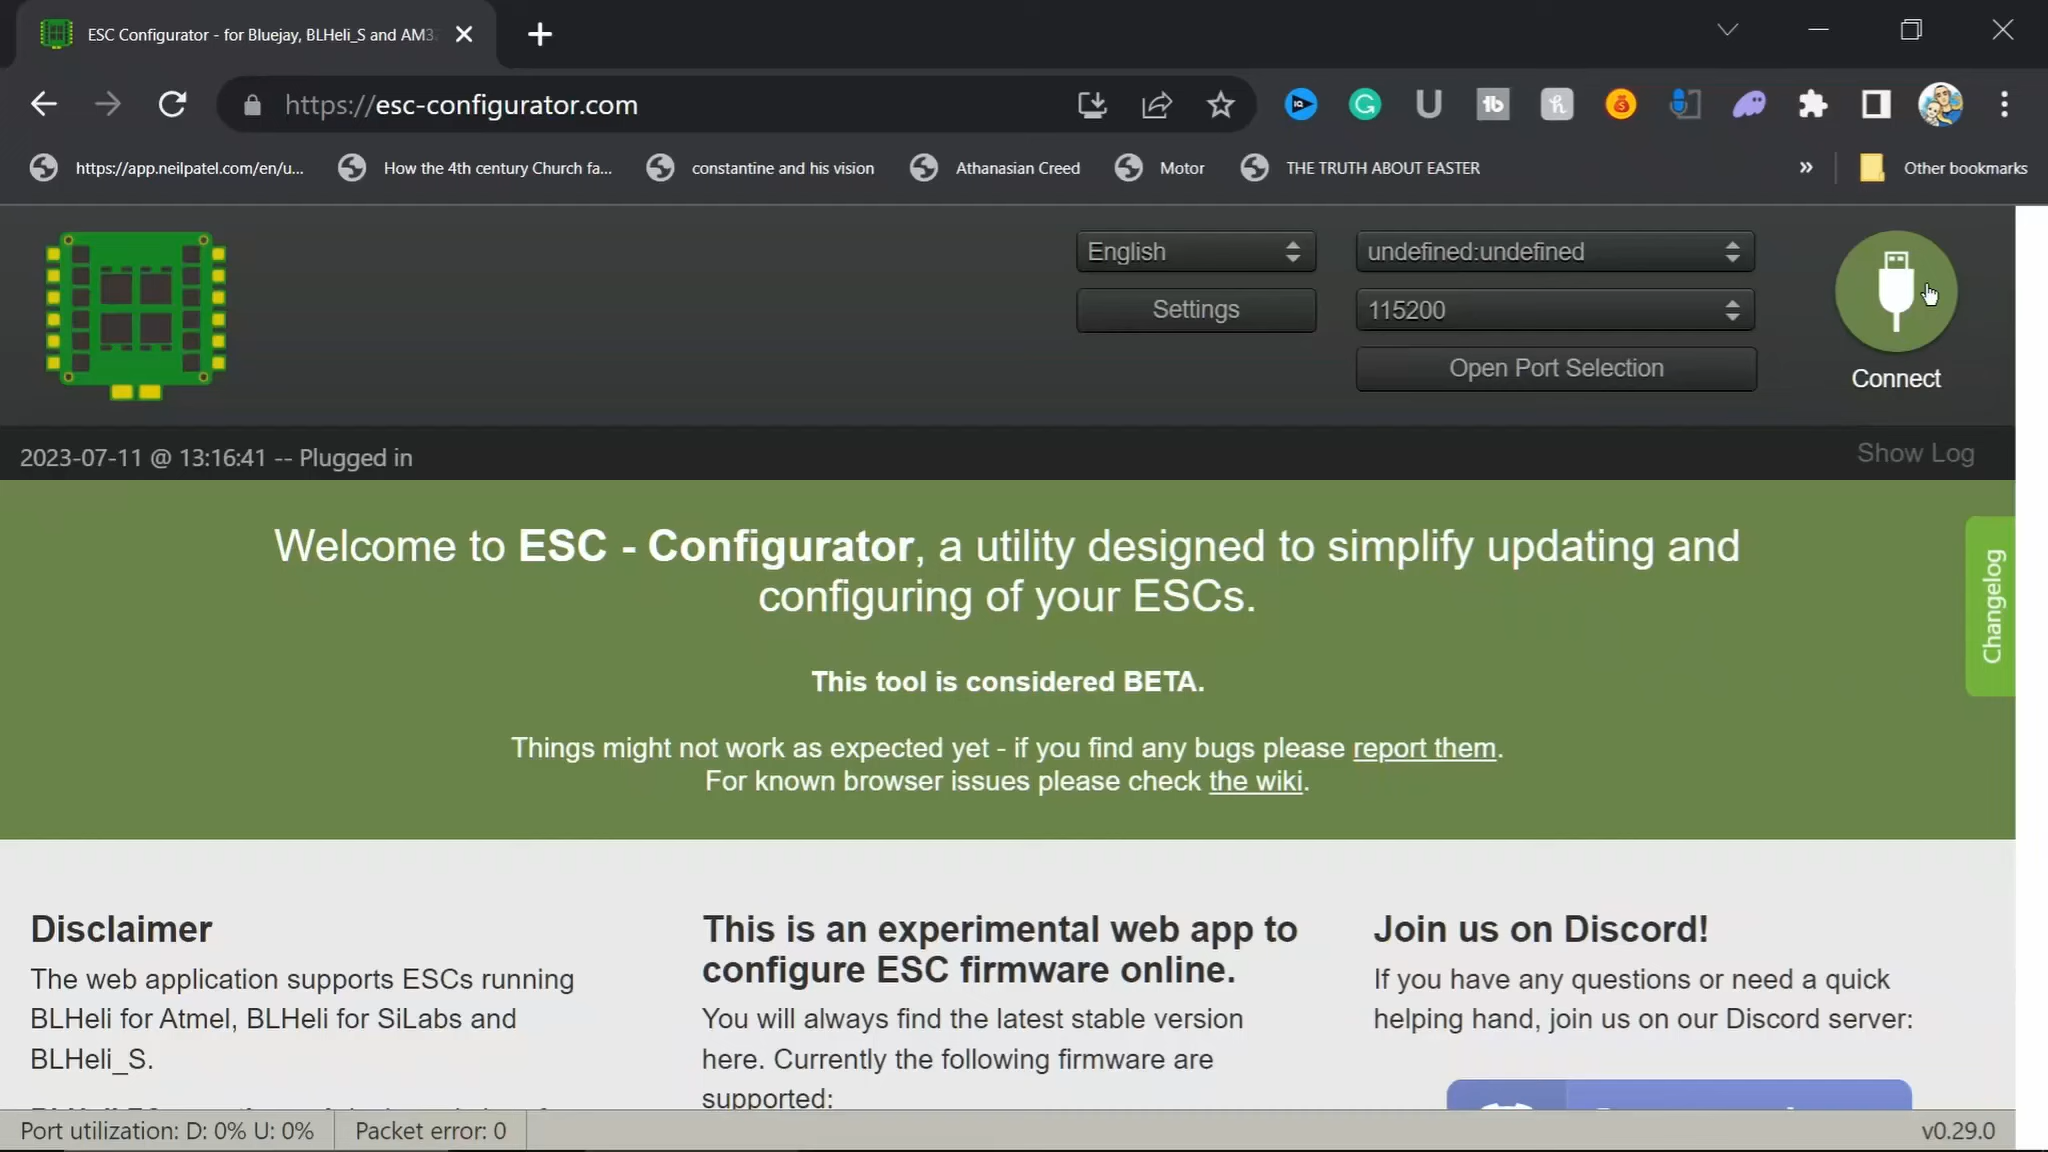 ESC Configurator - for Bluejay, BLHeli_S and AM3
https://esc-configurator.com
https://app.neilpatel.com/en/u...
How the 4th century Church fa...
constantine and his vision
Athanasian Creed
Motor
THE TRUTH ABOUT EASTER
»
Other bookmarks
English
undefined:undefined
Settings
115200
Open Port Selection
Connect
2023-07-11 @ 13:16:41 -- Plugged in
Show Log
Welcome to ESC - Configurator, a utility designed to simplify updating and
configuring of your ESCs.
This tool is considered BETA.
Things might not work as expected yet - if you find any bugs please report them.
For known browser issues please check the wiki.
Changelog
Disclaimer
The web application supports ESCs running
BLHeli for Atmel, BLHeli for SiLabs and
BLHeli_S.
This is an experimental web app to
configure ESC firmware online.
You will always find the latest stable version
here. Currently the following firmware are
supported:
Join us on Discord!
If you have any questions or need a quick
helping hand, join us on our Discord server:
Port utilization: D: 0% U: 0%
Packet error: 0
v0.29.0